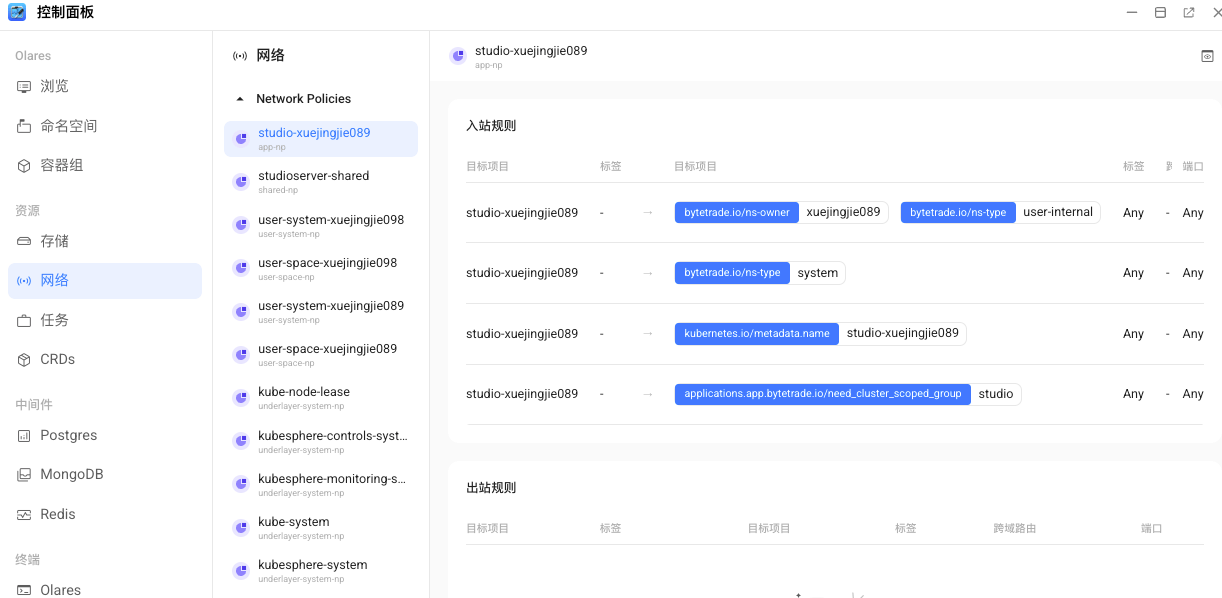 控制面板
Olares
浏览
命名空间
容器组
资源
存储
网络
任务
CRDs
中间件
Postgres
MongoDB
Redis
终端
Olares
网络
Network Policies
studio-xuejingjie089
app-np
studioserver-shared
shared-np
user-system-xuejingjie098
user-system-np
user-space-xuejingjie098
user-space-np
user-system-xuejingjie089
user-system-np
user-space-xuejingjie089
user-space-np
kube-node-lease
underlayer-system-np
kubesphere-controls-syst...
underlayer-system-np
kubesphere-monitoring-s...
underlayer-system-np
kube-system
underlayer-system-np
kubesphere-system
underlayer-system-np
studio-xuejingjie089
app-np
入站规则
目标项目 标签 目标项目 标签 端口
studio-xuejingjie089 - → bytetrade.io/ns-owner xuejingjie089 bytetrade.io/ns-type user-internal Any - Any
studio-xuejingjie089 - → bytetrade.io/ns-type system Any - Any
studio-xuejingjie089 - → kubernetes.io/metadata.name studio-xuejingjie089 Any - Any
studio-xuejingjie089 - → applications.app.bytetrade.io/need_cluster_scoped_group studio Any - Any
出站规则
目标项目 标签 目标项目 标签 跨域路由 端口